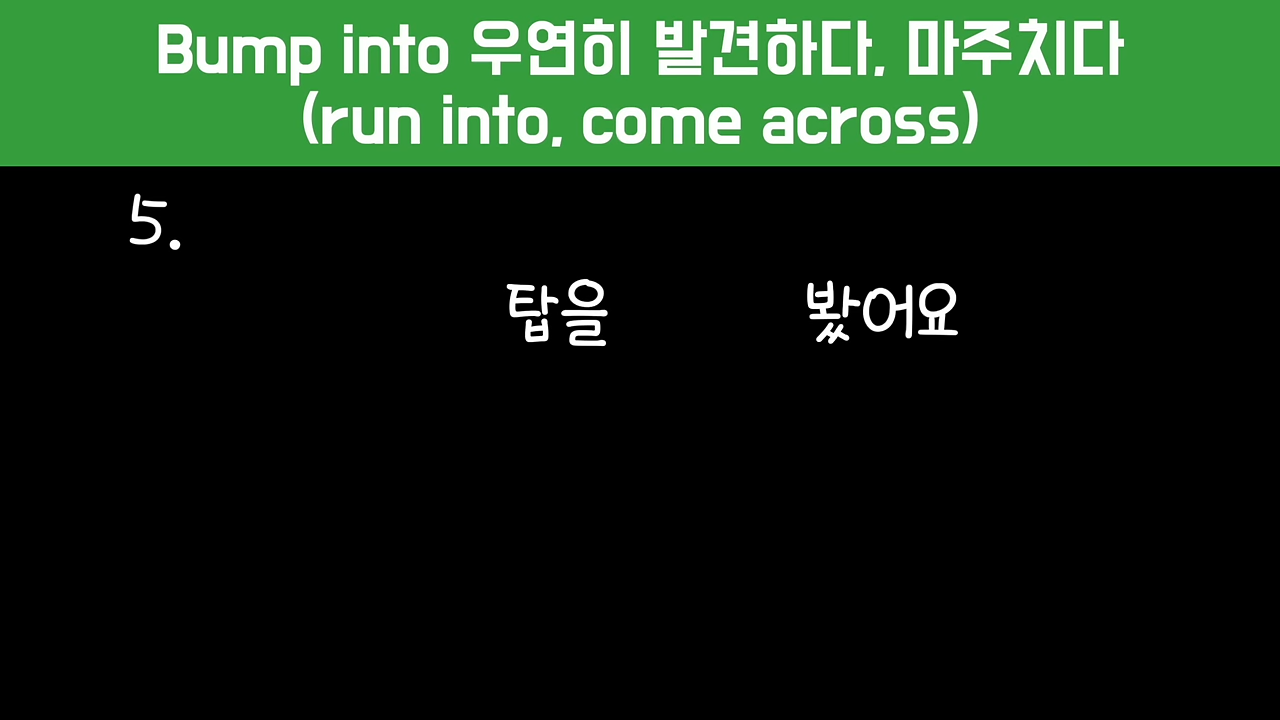 Bump into 우연히 발견하다, 마주치다
(run into, come across)
5.
탑을 봤어요